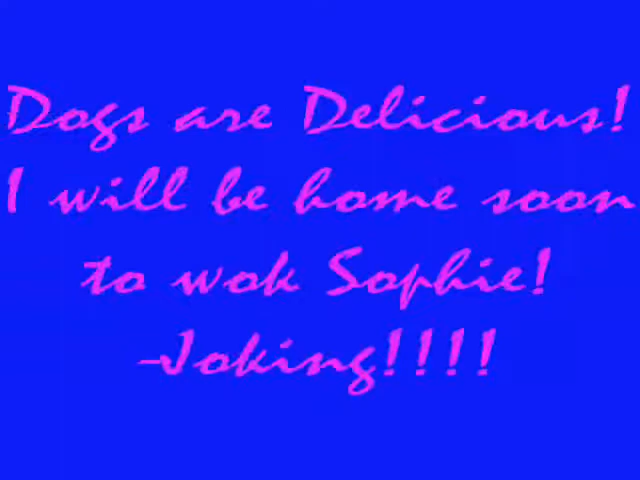 Dogs are Delicious!
I will be home soon
to wok Sophie!
-Joking!!!!